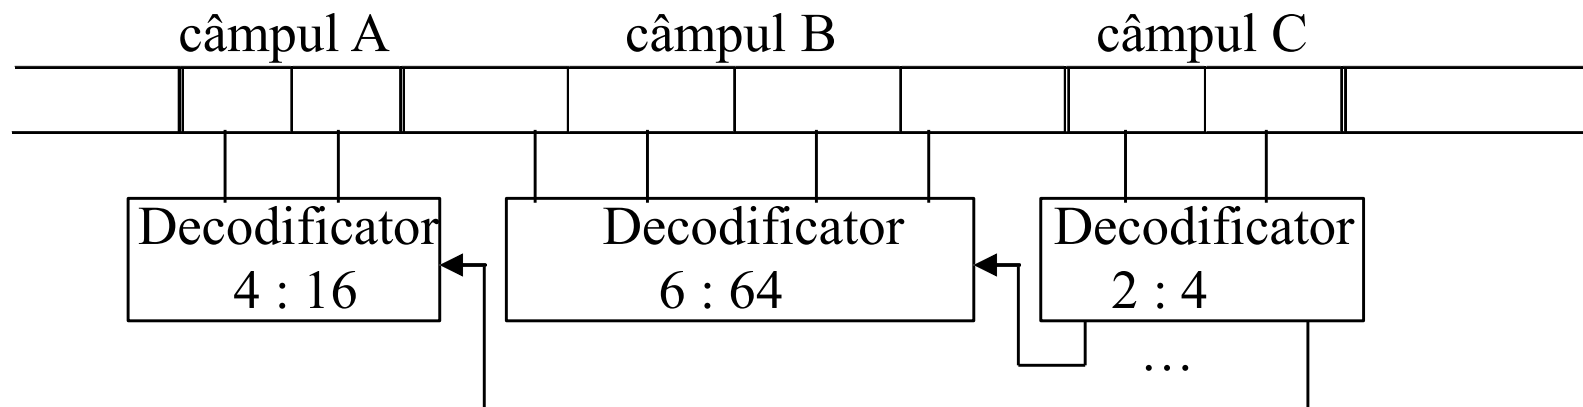 câmpul A câmpul B câmpul C
Decodificator Decodificator Decodificator
4 : 16 6 : 64 2 : 4
…